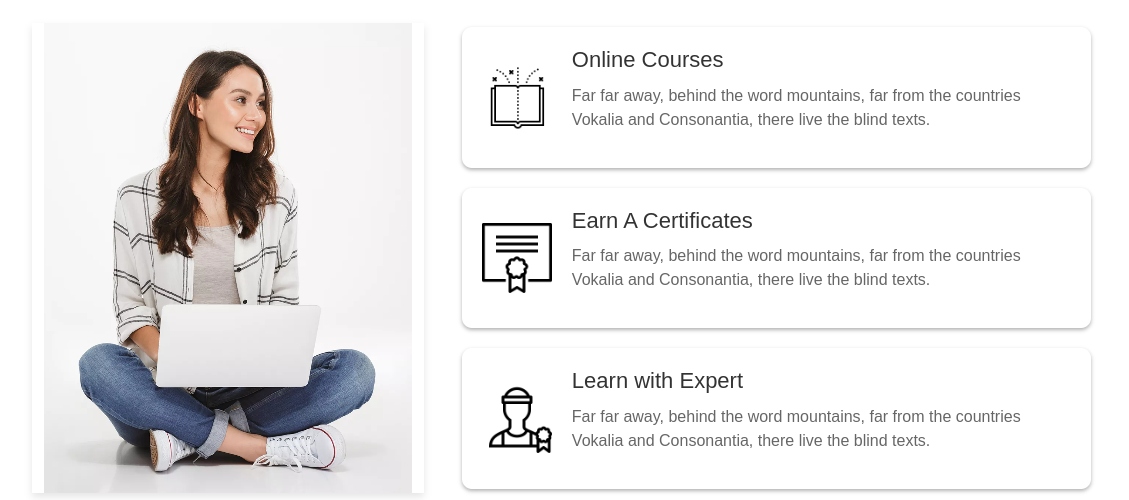 Online Courses
Far far away, behind the word mountains, far from the countries
Vokalia and Consonantia, there live the blind texts.
Earn A Certificates
Far far away, behind the word mountains, far from the countries
Vokalia and Consonantia, there live the blind texts.
Learn with Expert
Far far away, behind the word mountains, far from the countries
Vokalia and Consonantia, there live the blind texts.